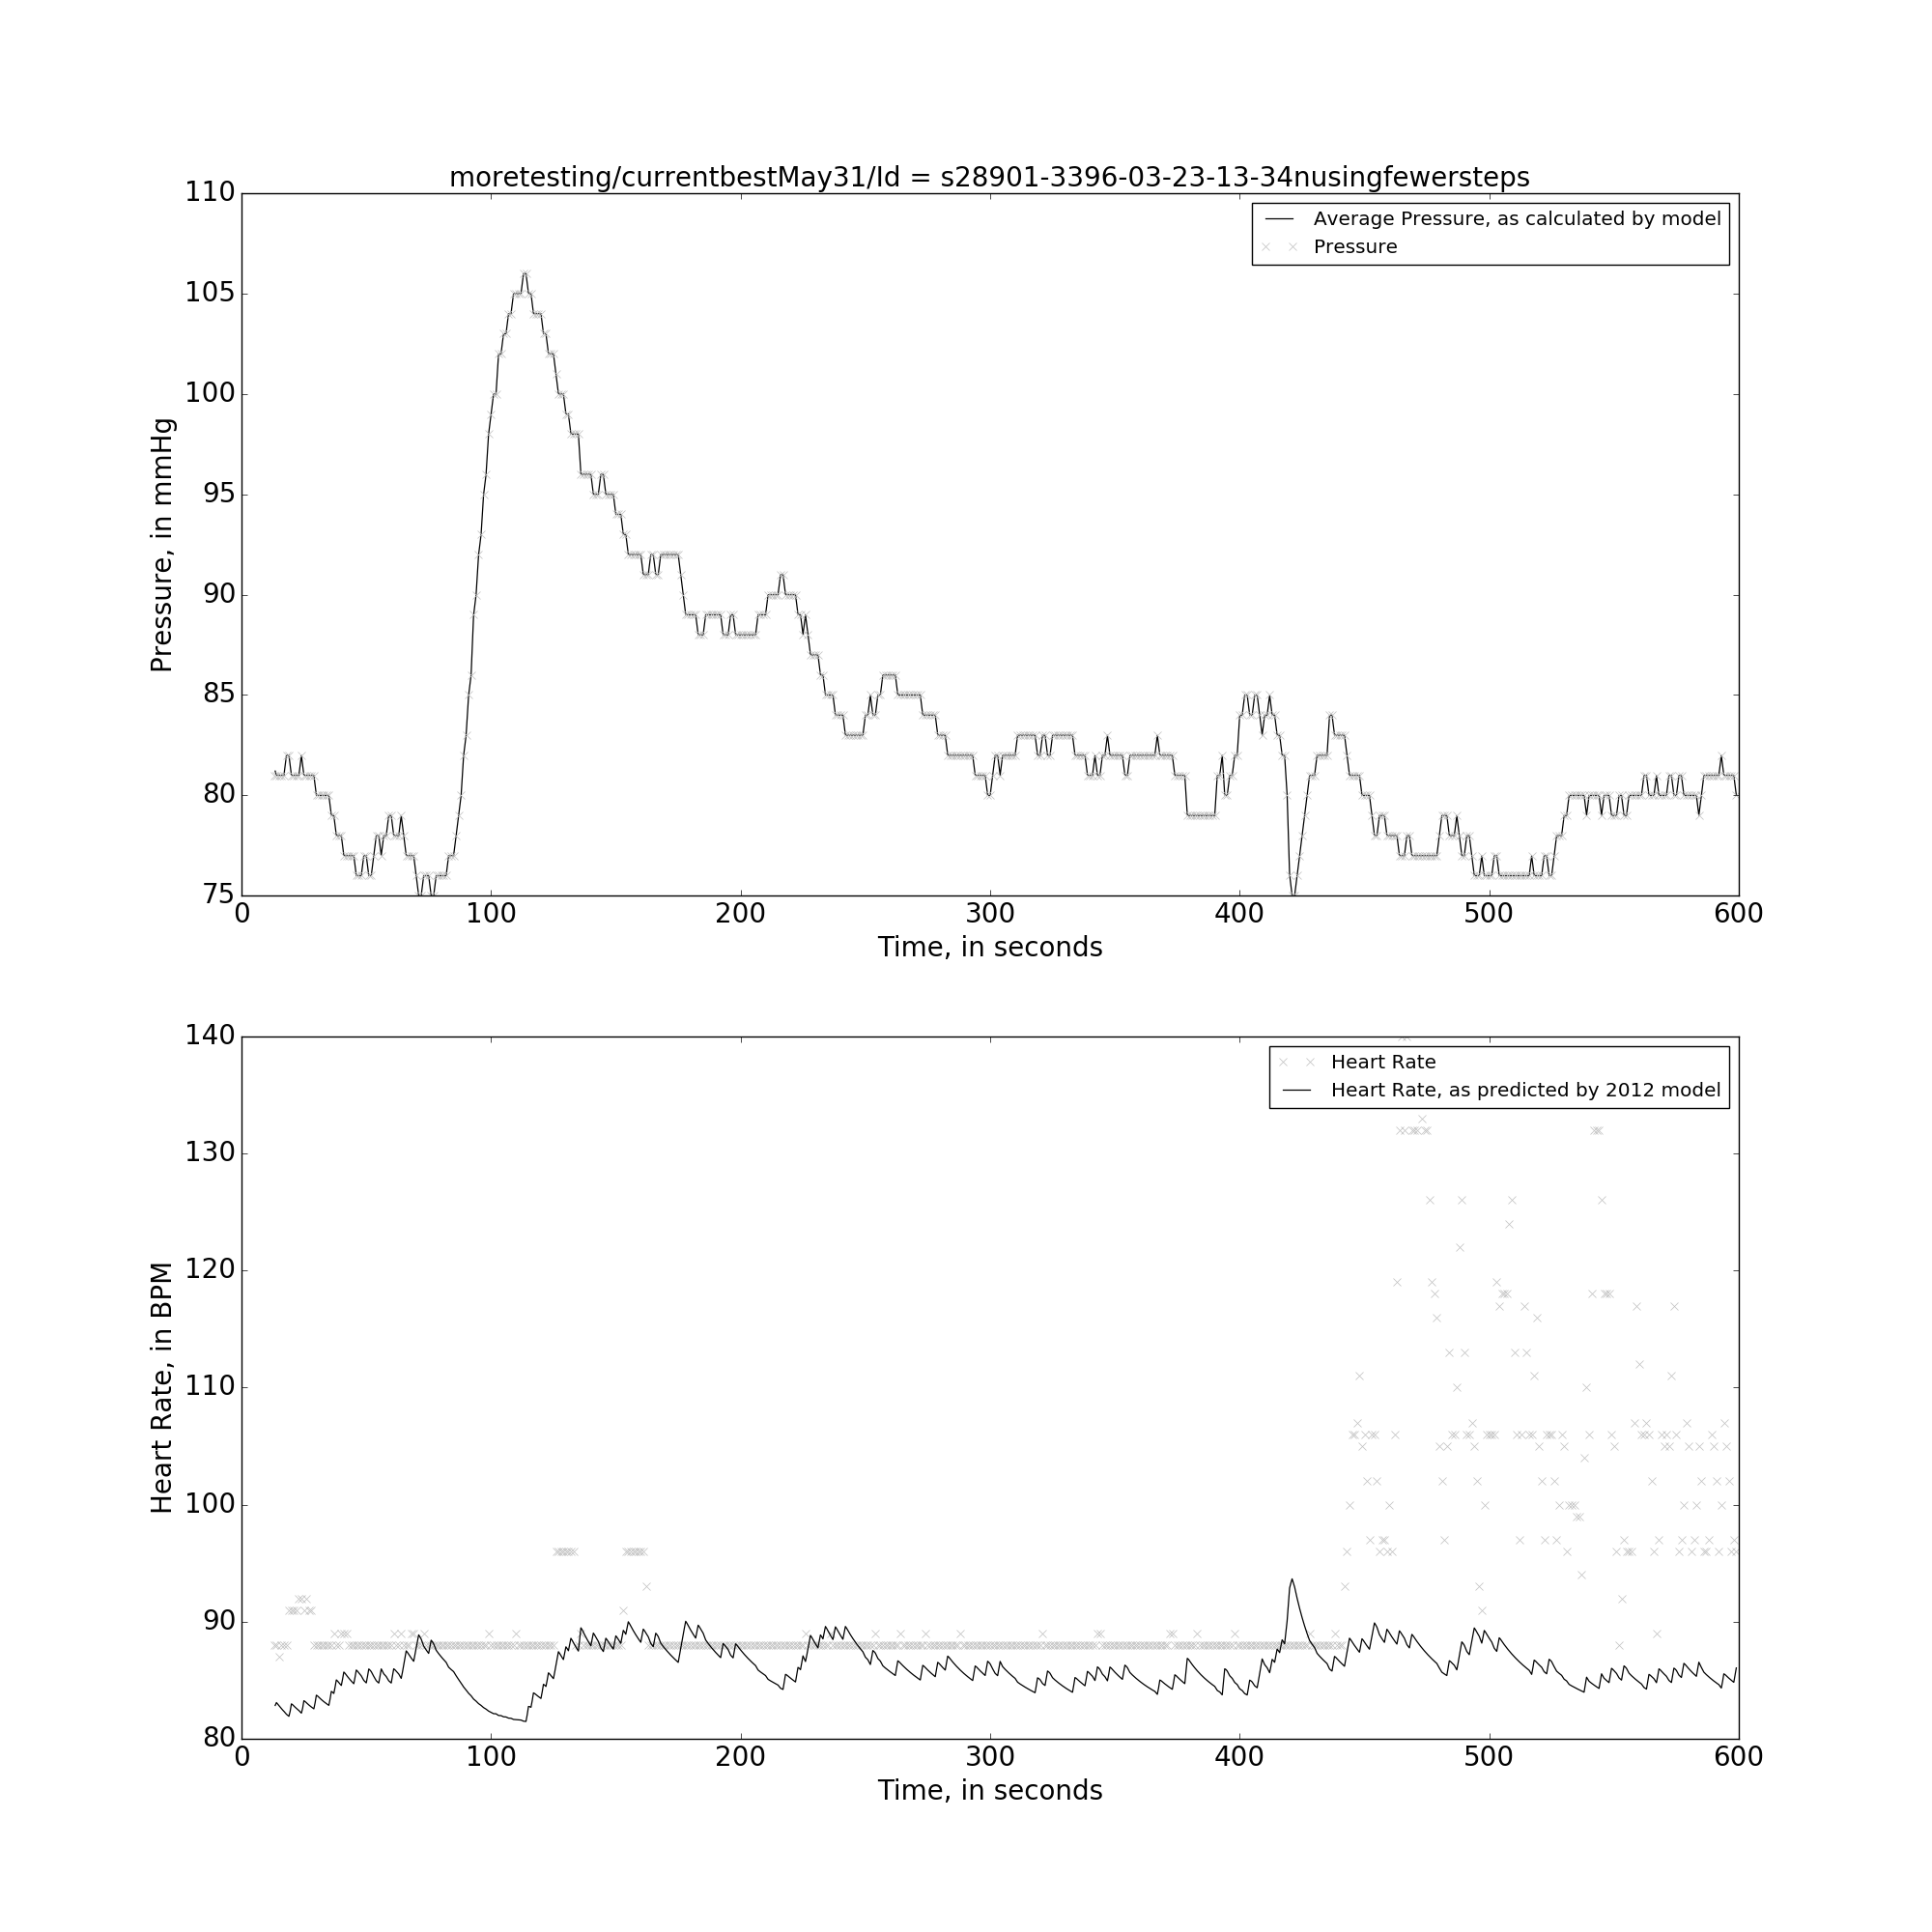 moretesting/currentbestMay31/Id = s28901-3396-03-23-13-34nusingfewersteps
110
105
100
95
90
85
80
75
Pressure, in mmHg
Average Pressure, as calculated by model
Pressure
0 100 200 300 400 500 600
Time, in seconds
140
130
120
110
100
90
80
Heart Rate, in BPM
Heart Rate
Heart Rate, as predicted by 2012 model
0 100 200 300 400 500 600
Time, in seconds